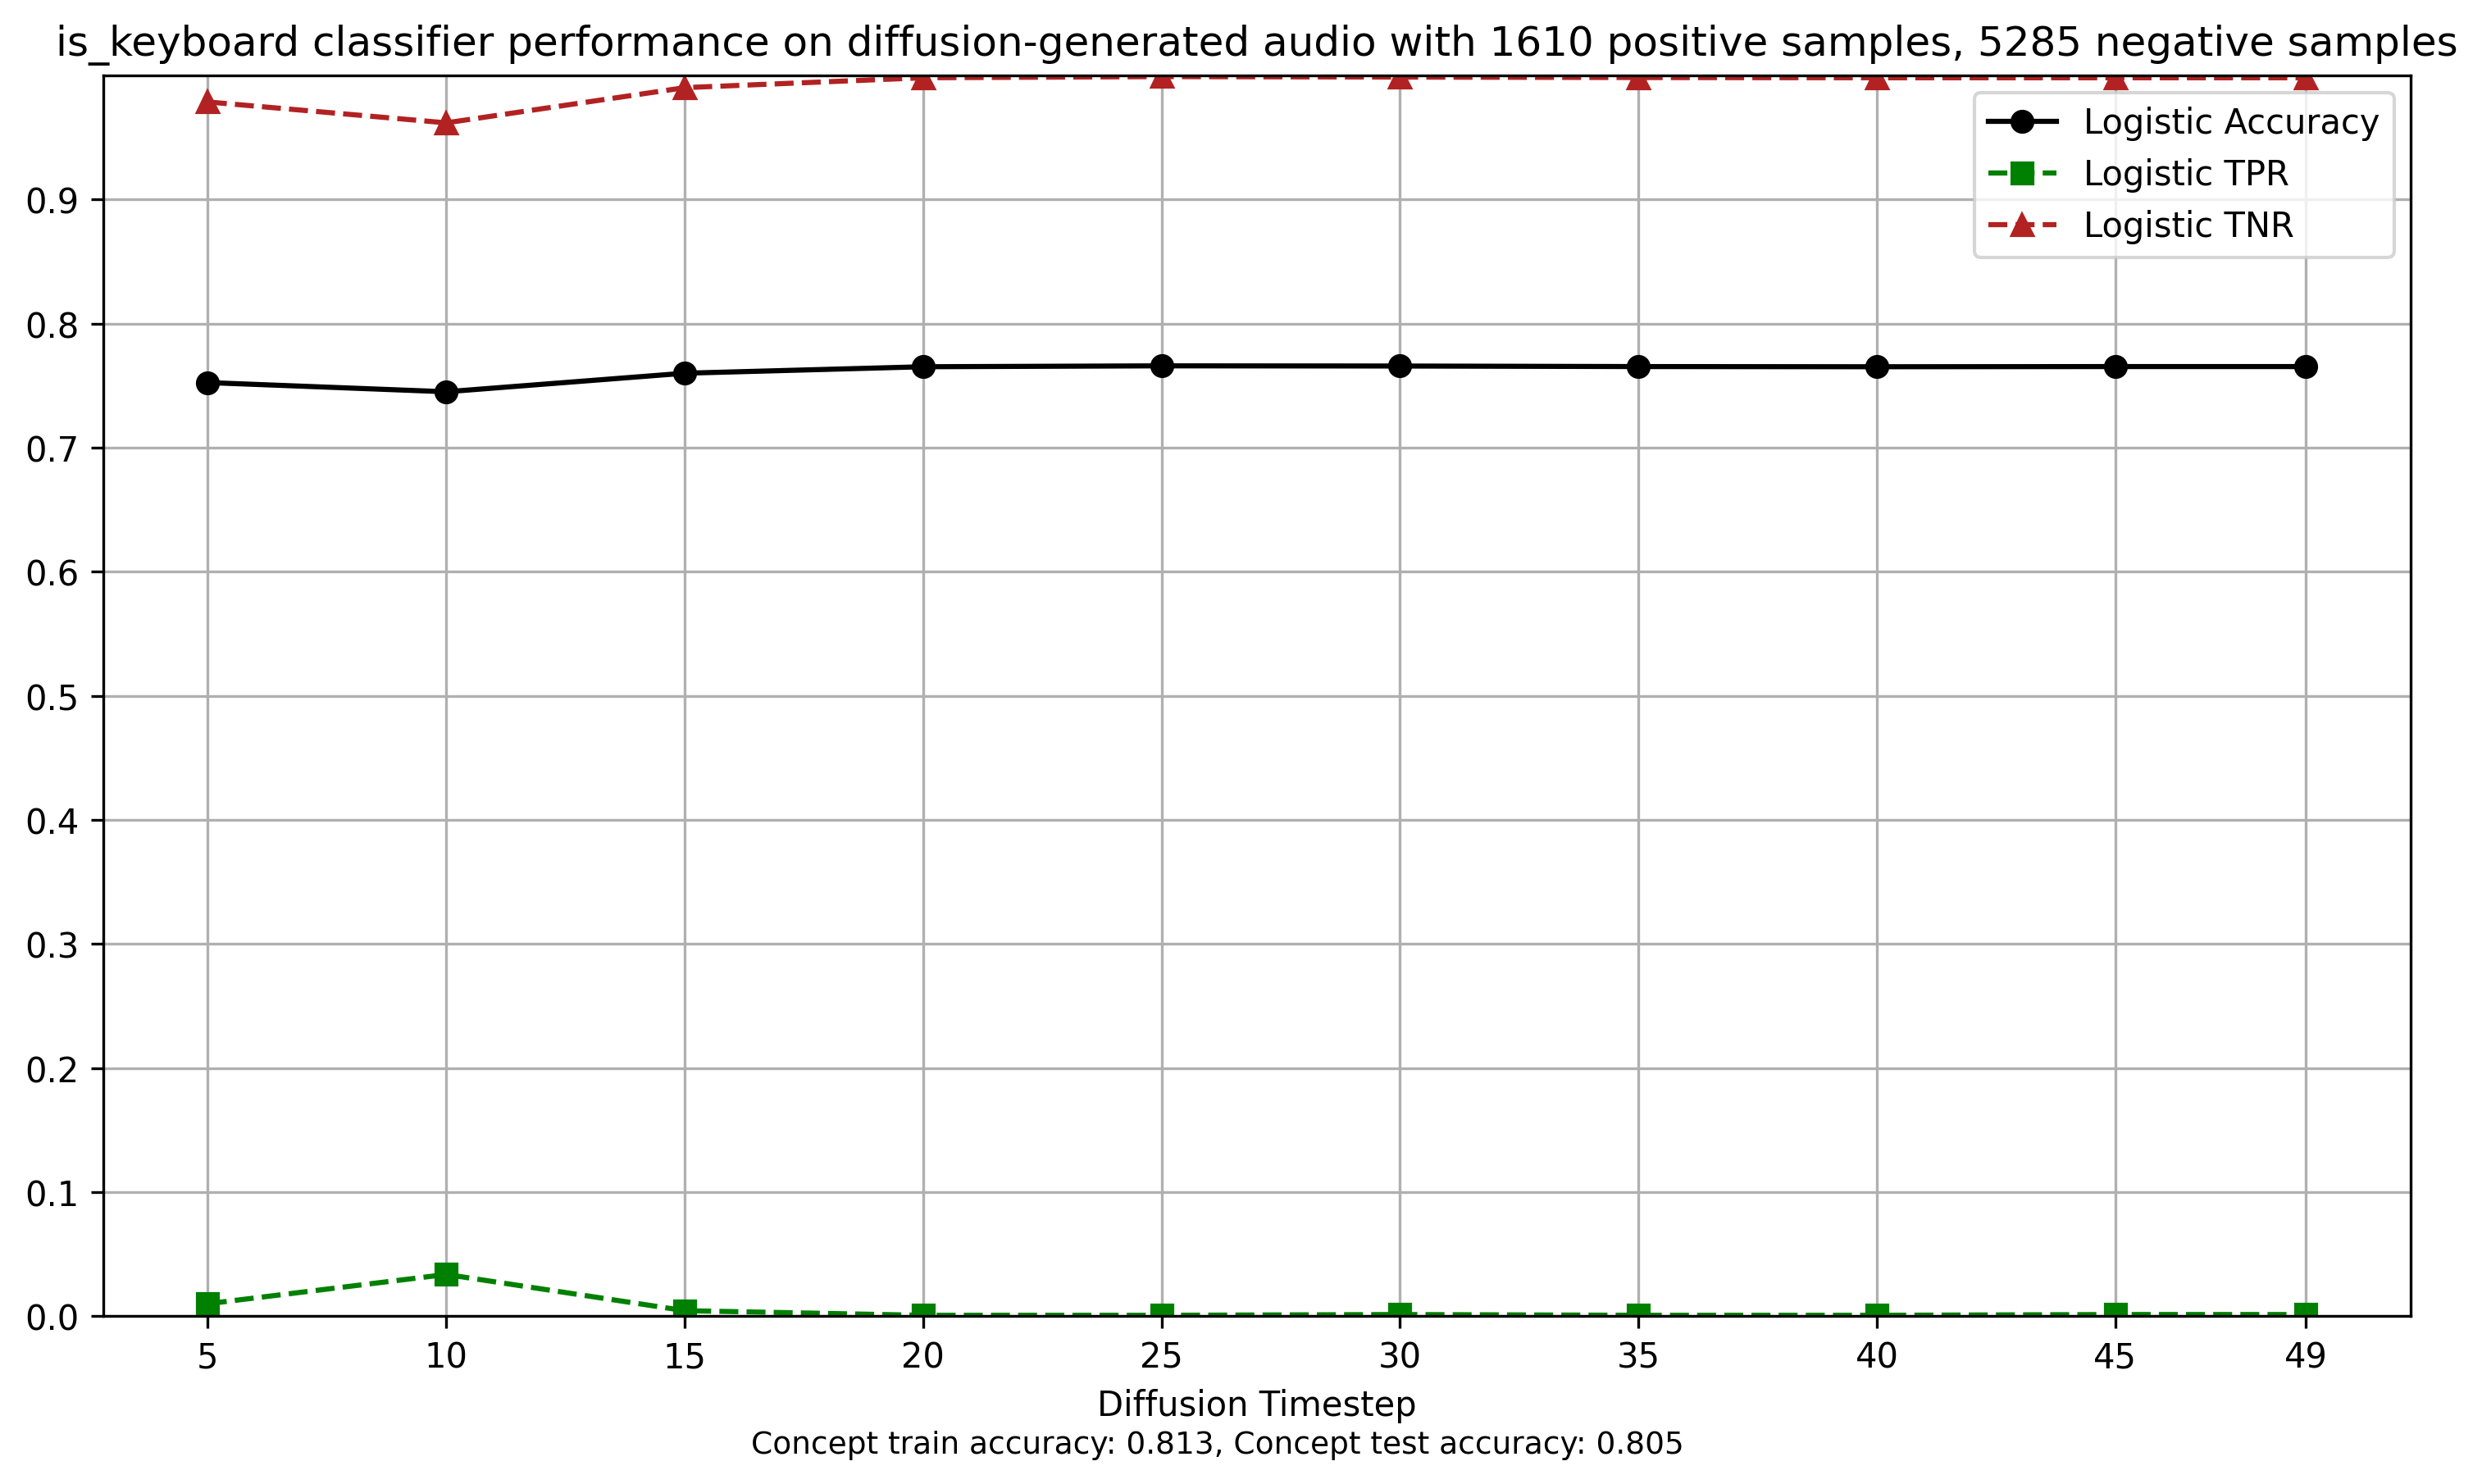 is_keyboard classifier performance on diffusion-generated audio with 1610 positive samples, 5285 negative samples
Logistic Accuracy
Logistic TPR
Logistic TNR
0.9
0.8
0.7
0.6
0.5
0.4
0.3
0.2
0.1
0.0
5 10 15 20 25 30 35 40 45 49
Diffusion Timestep
Concept train accuracy: 0.813, Concept test accuracy: 0.805